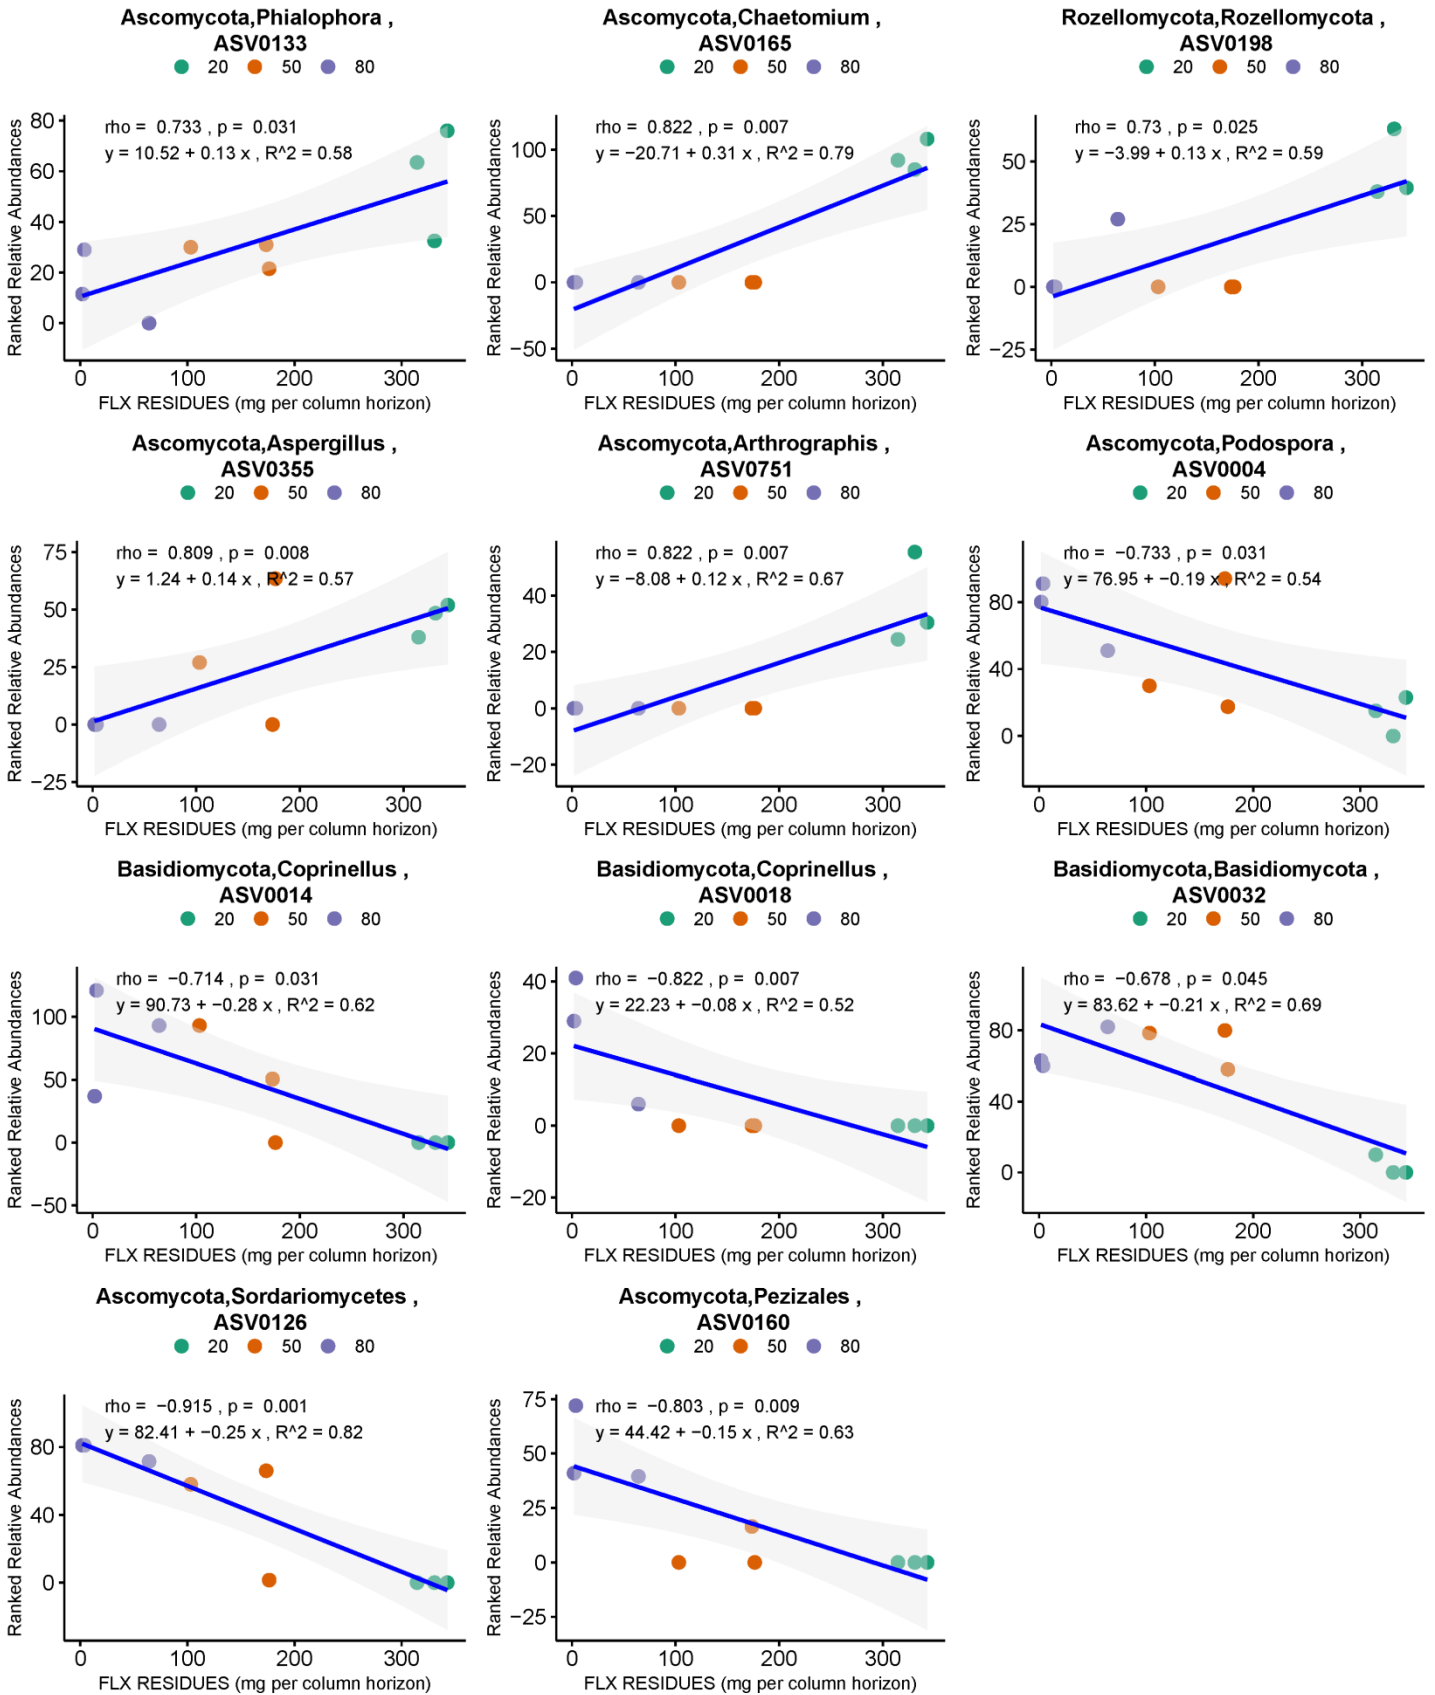 Ascomycota,Phialophora ,
ASV0133
20 50 80
rho = 0.733 , p = 0.031
y = 10.52 + 0.13 x , R^2 = 0.58
Ranked Relative Abundances
80
60
40
20
0
0 100 200 300
FLX RESIDUES (mg per column horizon)
Ascomycota,Chaetomium ,
ASV0165
20 50 80
rho = 0.822 , p = 0.007
y = −20.71 + 0.31 x , R^2 = 0.79
Ranked Relative Abundances
100
50
0
−50
0 100 200 300
FLX RESIDUES (mg per column horizon)
Rozellomycota,Rozellomycota ,
ASV0198
20 50 80
rho = 0.73 , p = 0.025
y = −3.99 + 0.13 x , R^2 = 0.59
Ranked Relative Abundances
50
25
0
−25
0 100 200 300
FLX RESIDUES (mg per column horizon)
Ascomycota,Aspergillus ,
ASV0355
20 50 80
rho = 0.809 , p = 0.008
y = 1.24 + 0.14 x , R^2 = 0.57
Ranked Relative Abundances
75
50
25
0
−25
0 100 200 300
FLX RESIDUES (mg per column horizon)
Ascomycota,Arthrographis ,
ASV0751
20 50 80
rho = 0.822 , p = 0.007
y = −8.08 + 0.12 x , R^2 = 0.67
Ranked Relative Abundances
40
20
0
−20
0 100 200 300
FLX RESIDUES (mg per column horizon)
Ascomycota,Podospora ,
ASV0004
20 50 80
rho = −0.733 , p = 0.031
y = 76.95 + −0.19 x , R^2 = 0.54
Ranked Relative Abundances
80
40
0
0 100 200 300
FLX RESIDUES (mg per column horizon)
Basidiomycota,Coprinellus ,
ASV0014
20 50 80
rho = −0.714 , p = 0.031
y = 90.73 + −0.28 x , R^2 = 0.62
Ranked Relative Abundances
100
50
0
−50
0 100 200 300
FLX RESIDUES (mg per column horizon)
Basidiomycota,Coprinellus ,
ASV0018
20 50 80
rho = −0.822 , p = 0.007
y = 22.23 + −0.08 x , R^2 = 0.52
Ranked Relative Abundances
40
20
0
−20
0 100 200 300
FLX RESIDUES (mg per column horizon)
Basidiomycota,Basidiomycota ,
ASV0032
20 50 80
rho = −0.678 , p = 0.045
y = 83.62 + −0.21 x , R^2 = 0.69
Ranked Relative Abundances
80
40
0
0 100 200 300
FLX RESIDUES (mg per column horizon)
Ascomycota,Sordariomycetes ,
ASV0126
20 50 80
rho = −0.915 , p = 0.001
y = 82.41 + −0.25 x , R^2 = 0.82
Ranked Relative Abundances
80
40
0
0 100 200 300
FLX RESIDUES (mg per column horizon)
Ascomycota,Pezizales ,
ASV0160
20 50 80
rho = −0.803 , p = 0.009
y = 44.42 + −0.15 x , R^2 = 0.63
Ranked Relative Abundances
75
50
25
0
−25
0 100 200 300
FLX RESIDUES (mg per column horizon)